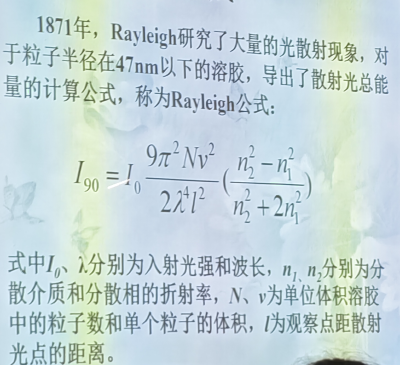 1871年，Rayleigh研究了大量的光散射现象，对
于粒子半径在47nm以下的溶胶，导出了散射光总能
量的计算公式，称为Rayleigh公式：
I₉₀ = I₀ 9π²Nv²/2λ⁴l² (n₂²−n₁²/n₂²+2n₁²)
式中I₀、λ分别为入射光强和波长，n₁、n₂分别为分
散介质和分散相的折射率，N、v为单位体积溶胶
中的粒子数和单个粒子的体积，l为观察点距散射
光点的距离。